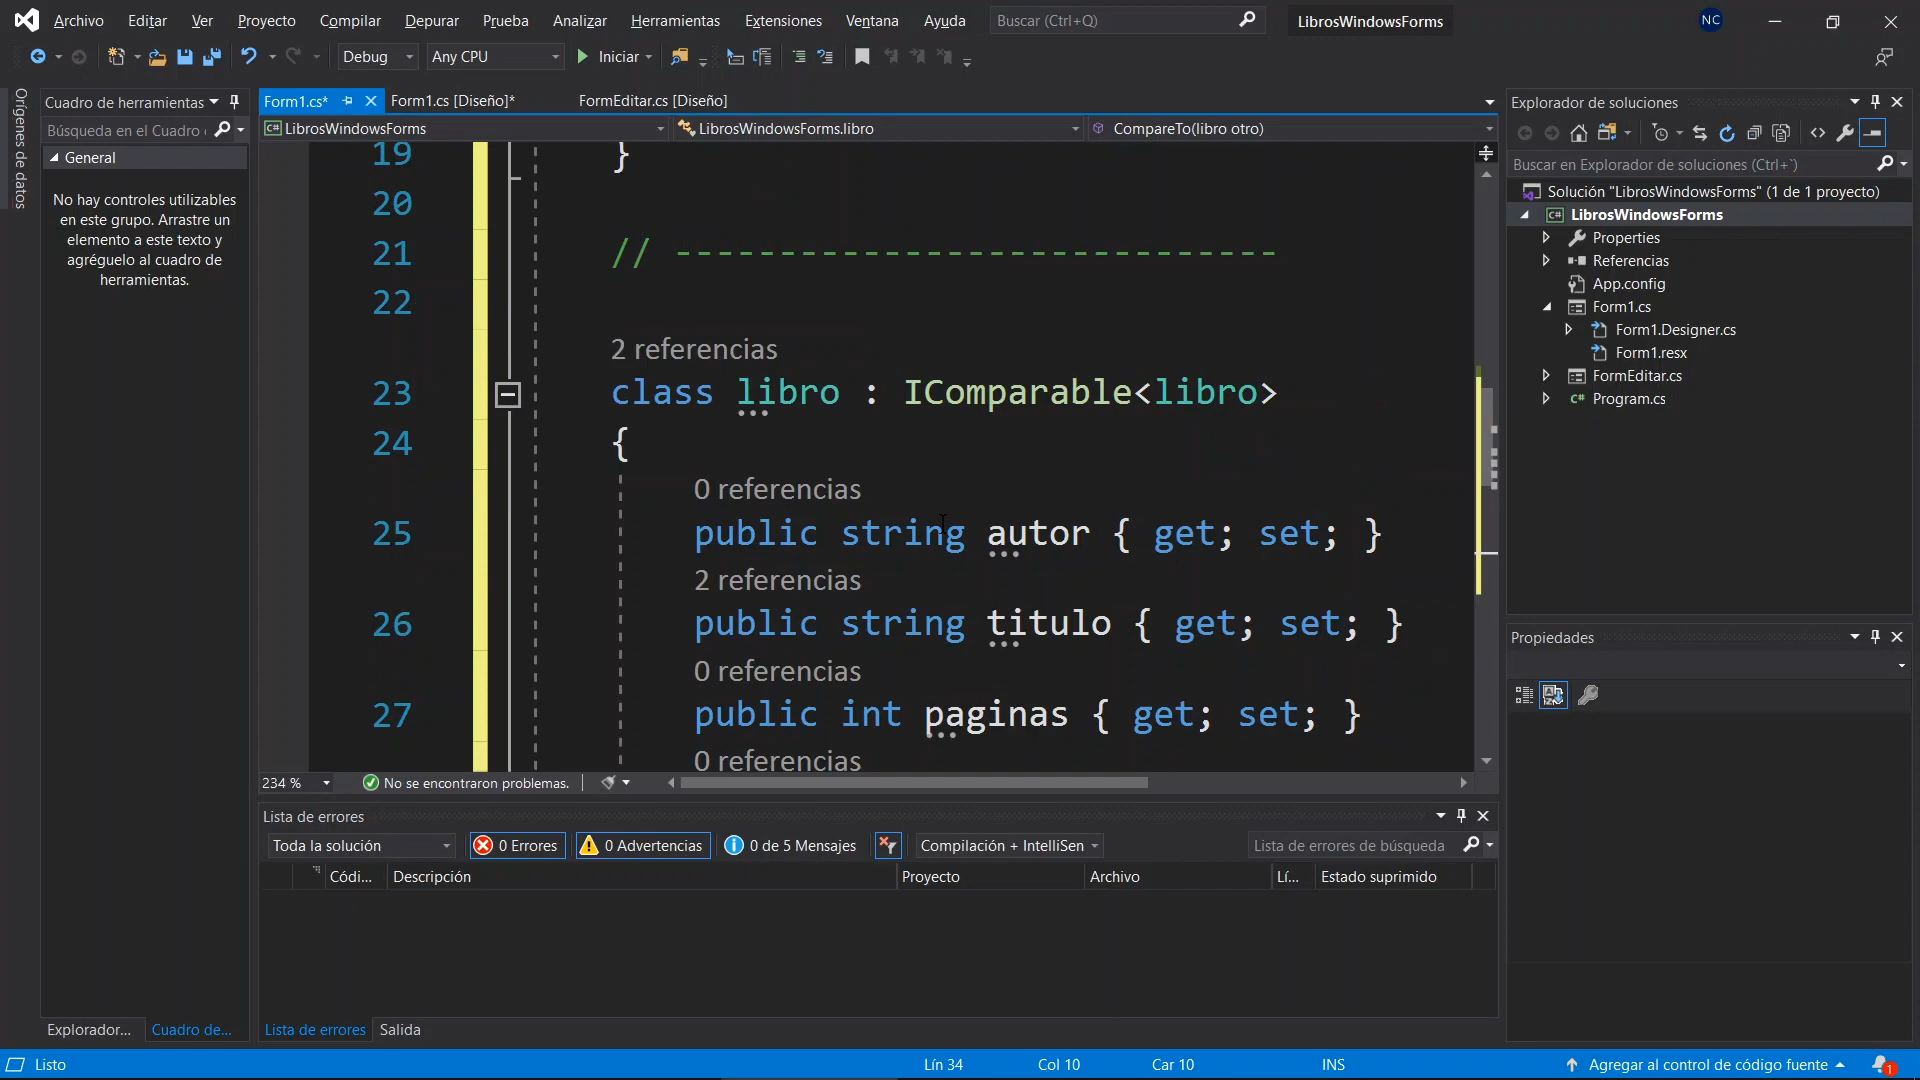 Archivo Editar Ver Proyecto Compilar Depurar Prueba Analizar Herramientas Extensiones Ventana Ayuda Buscar (Ctrl+Q) LibrosWindowsForms NC
Debug Any CPU Iniciar
Orígenes de datos
Cuadro de herramientas
Búsqueda en el Cuadro
General
No hay controles utilizables
en este grupo. Arrastre un
elemento a este texto y
agréguelo al cuadro de
herramientas.
Explorador... Cuadro de...
Form1.cs* Form1.cs [Diseño]* FormEditar.cs [Diseño]
C# LibrosWindowsForms LibrosWindowsForms.libro CompareTo(libro otro)
19 }
20
21 // -----------------------------
22
2 referencias
23 class libro : IComparable<libro>
24 {
0 referencias
25 public string autor { get; set; }
2 referencias
26 public string titulo { get; set; }
0 referencias
27 public int paginas { get; set; }
0 referencias
234 % No se encontraron problemas.
Lista de errores
Toda la solución 0 Errores 0 Advertencias 0 de 5 Mensajes Compilación + IntelliSen Lista de errores de búsqueda
Códi... Descripción Proyecto Archivo Lí... Estado suprimido
Lista de errores Salida
Explorador de soluciones
Buscar en Explorador de soluciones (Ctrl+`)
Solución "LibrosWindowsForms" (1 de 1 proyecto)
C# LibrosWindowsForms
Properties
Referencias
App.config
Form1.cs
Form1.Designer.cs
Form1.resx
FormEditar.cs
C# Program.cs
Propiedades
Listo Lín 34 Col 10 Car 10 INS Agregar al control de código fuente 1